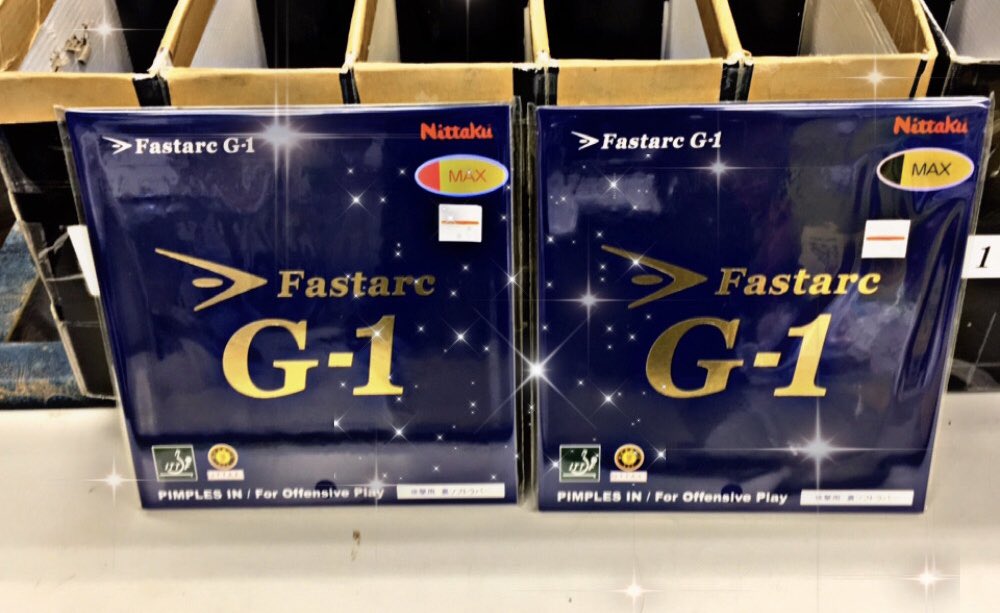 Fastarc G-1
Nittaku
MAX
Fastarc
G-1
PIMPLES IN / For Offensive Play
Fastarc G-1
Nittaku
MAX
Fastarc
G-1
PIMPLES IN / For Offensive Play
1